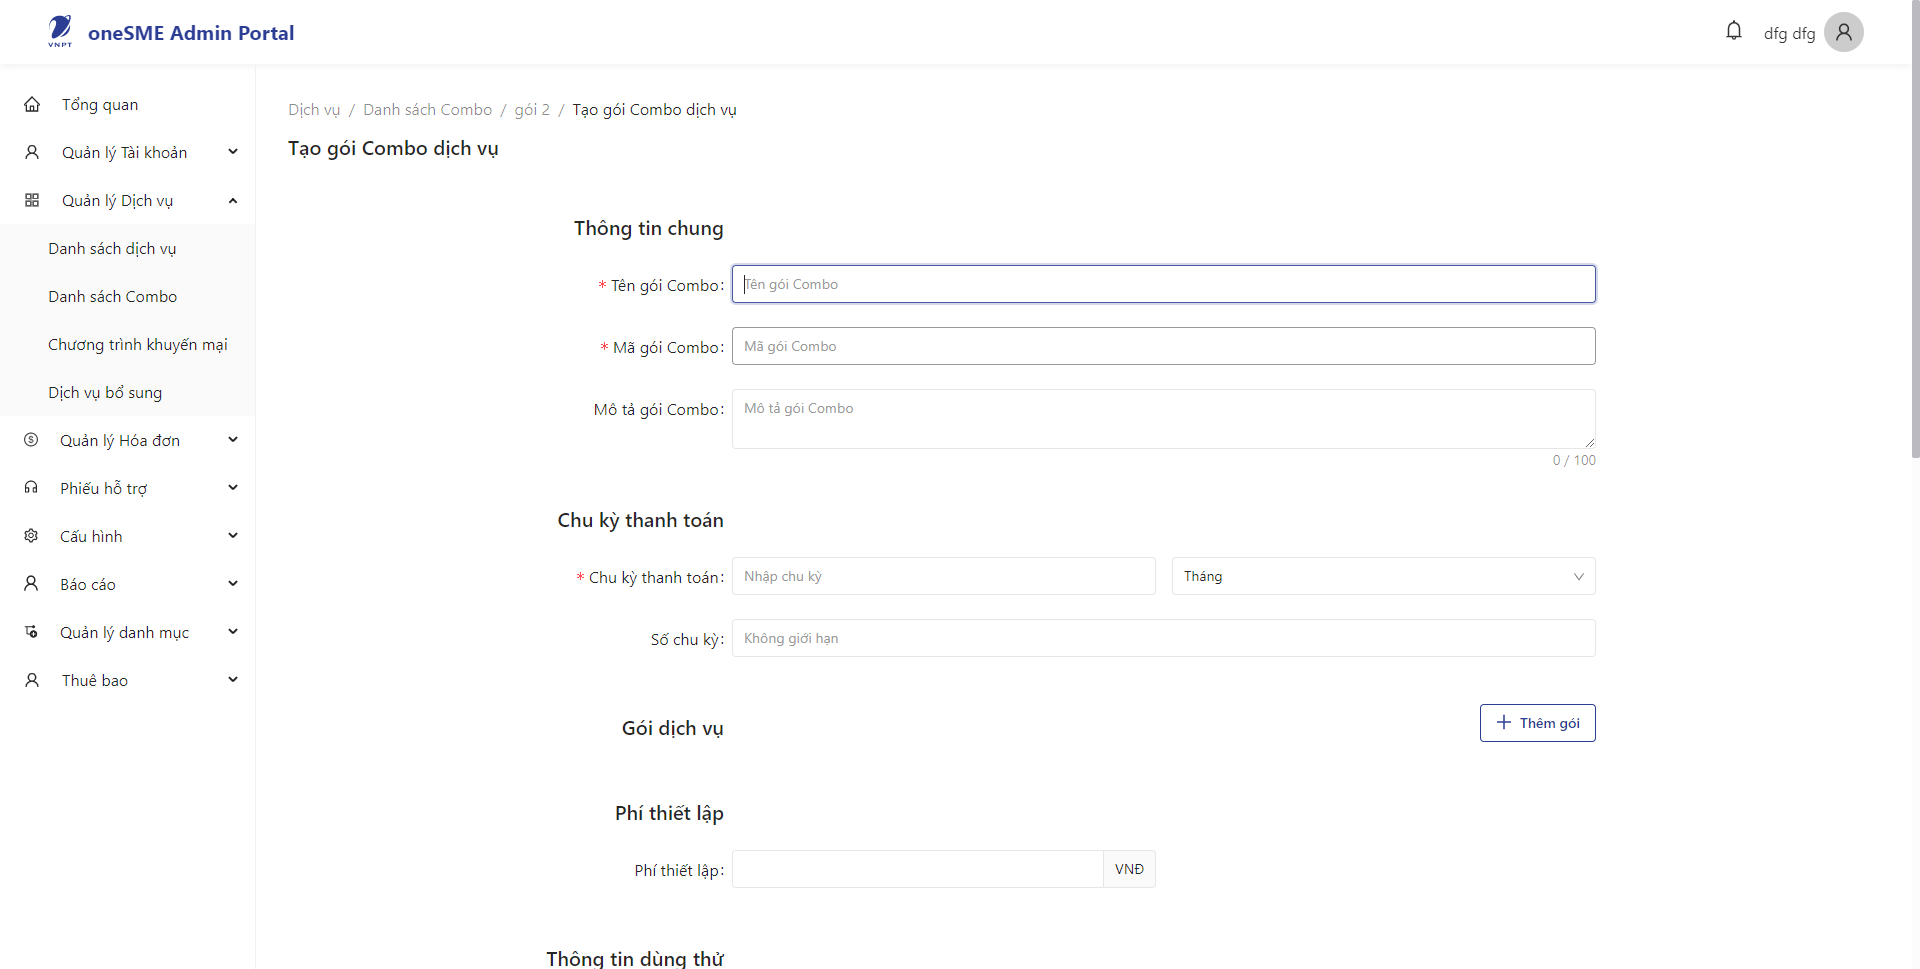 VNPT
oneSME Admin Portal
dfg dfg
Tổng quan
Quản lý Tài khoản
Quản lý Dịch vụ
Danh sách dịch vụ
Danh sách Combo
Chương trình khuyến mại
Dịch vụ bổ sung
Quản lý Hóa đơn
Phiếu hỗ trợ
Cấu hình
Báo cáo
Quản lý danh mục
Thuê bao
Dịch vụ / Danh sách Combo / gói 2 / Tạo gói Combo dịch vụ
Tạo gói Combo dịch vụ
Thông tin chung
* Tên gói Combo: Tên gói Combo
* Mã gói Combo: Mã gói Combo
Mô tả gói Combo: Mô tả gói Combo
0 / 100
Chu kỳ thanh toán
* Chu kỳ thanh toán: Nhập chu kỳ Tháng
Số chu kỳ: Không giới hạn
Gói dịch vụ
Thêm gói
Phí thiết lập
Phí thiết lập: VNĐ
Thông tin dùng thử